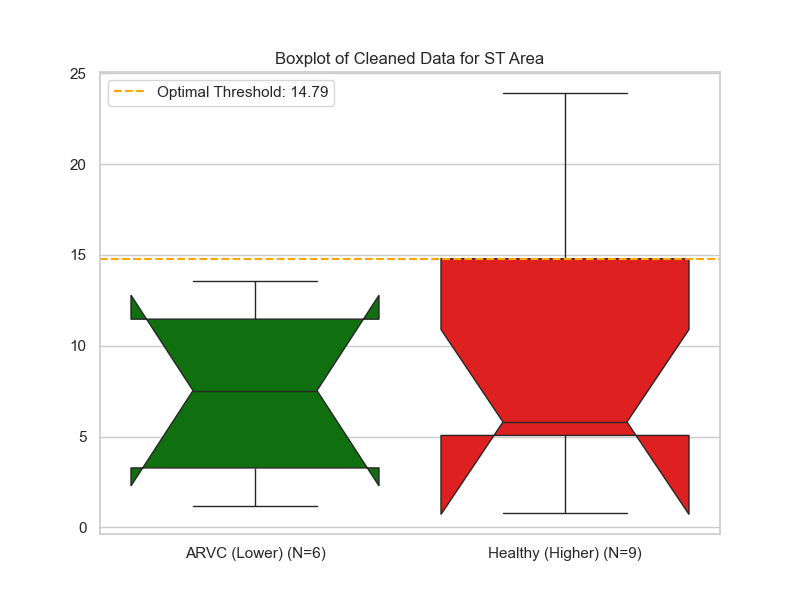 Boxplot of Cleaned Data for ST Area
Optimal Threshold: 14.79
25
20
15
10
5
0
ARVC (Lower) (N=6)
Healthy (Higher) (N=9)